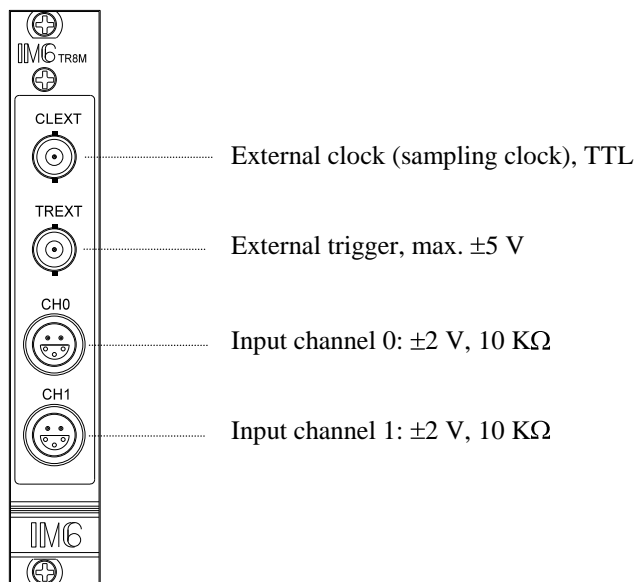 IM6 TR8M
CLEXT
External clock (sampling clock), TTL
TREXT
External trigger, max. ±5 V
CH0
Input channel 0: ±2 V, 10 KΩ
CH1
Input channel 1: ±2 V, 10 KΩ
IM6